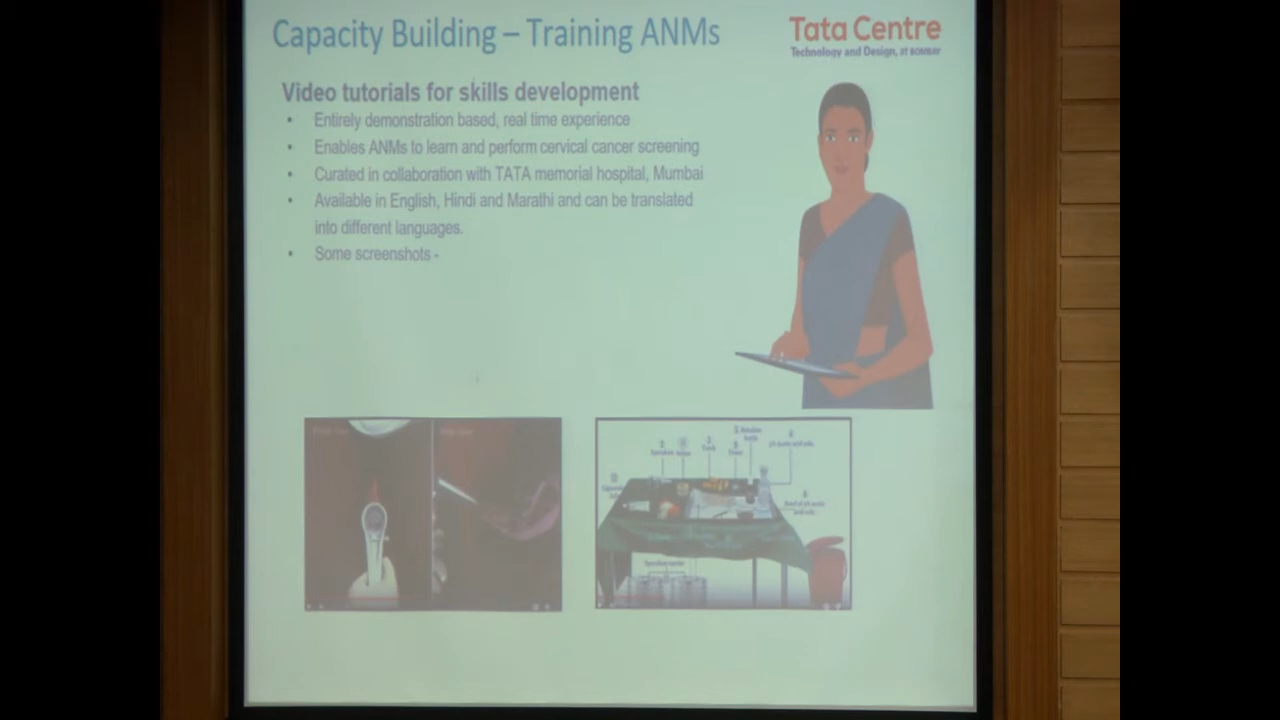 Capacity Building – Training ANMs
Tata Centre
Technology and Design, IIT BOMBAY
Video tutorials for skills development
• Entirely demonstration based, real time experience
• Enables ANMs to learn and perform cervical cancer screening
• Curated in collaboration with TATA memorial hospital, Mumbai
• Available in English, Hindi and Marathi and can be translated
into different languages.
• Some screenshots -